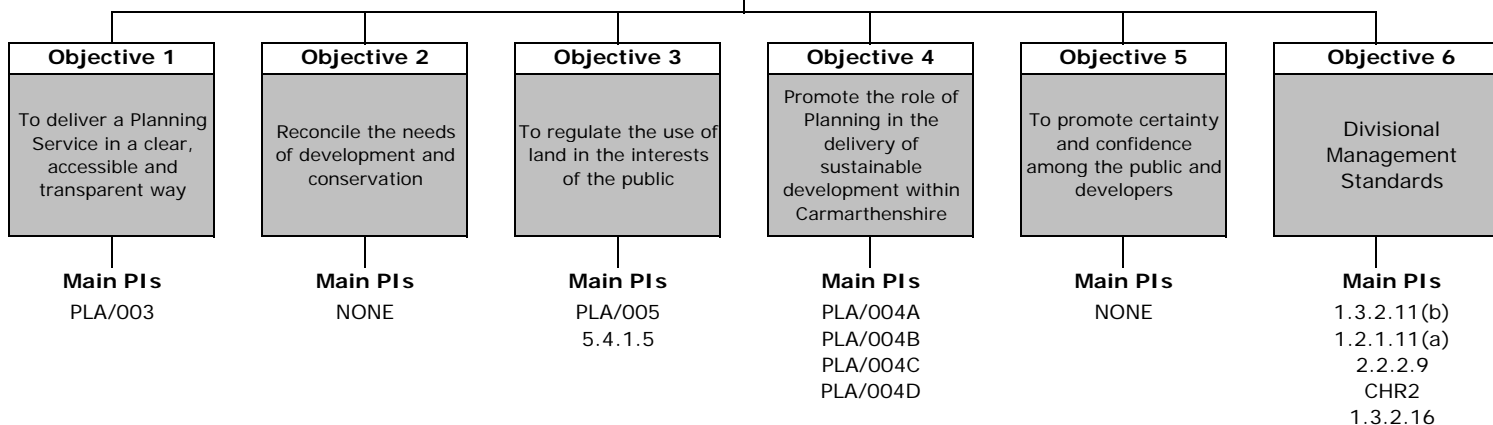 Objective 1
To deliver a Planning
Service in a clear,
accessible and
transparent way
Main PIs
PLA/003
Objective 2
Reconcile the needs
of development and
conservation
Main PIs
NONE
Objective 3
To regulate the use of
land in the interests
of the public
Main PIs
PLA/005
5.4.1.5
Objective 4
Promote the role of
Planning in the
delivery of
sustainable
development within
Carmarthenshire
Main PIs
PLA/004A
PLA/004B
PLA/004C
PLA/004D
Objective 5
To promote certainty
and confidence
among the public and
developers
Main PIs
NONE
Objective 6
Divisional
Management
Standards
Main PIs
1.3.2.11(b)
1.2.1.11(a)
2.2.2.9
CHR2
1.3.2.16